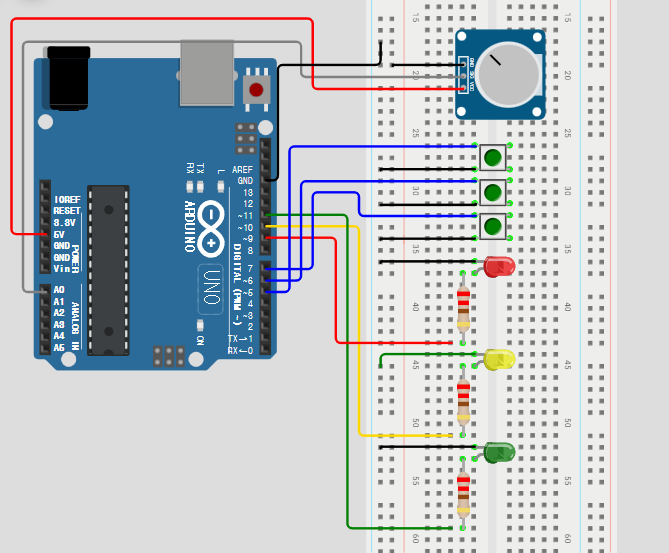 15
15
GND
SIG
VCC
20
20
25
25
RX
TX
L
AREF
GND
13
12
~11
~10
~9
8
7
~6
~5
4
~3
2
TX→1
RX←0
DIGITAL (PWM ~)
ARDUINO
UNO
ON
IOREF
RESET
3.3V
5V
GND
GND
Vin
POWER
A0
A1
A2
A3
A4
A5
ANALOG IN
30
30
35
35
40
40
45
45
50
50
55
55
60
60